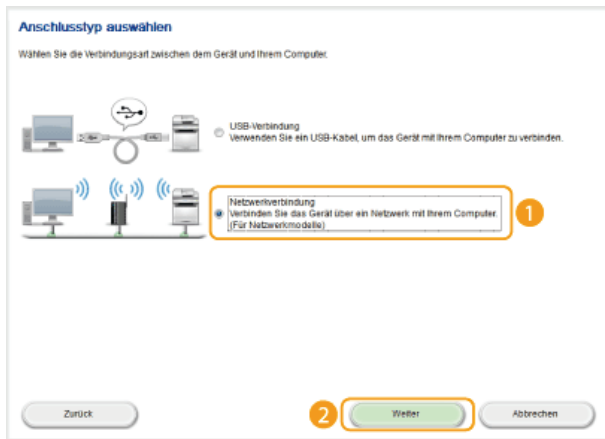 Anschlusstyp auswählen
Wählen Sie die Verbindungsart zwischen dem Gerät und Ihrem Computer.
USB-Verbindung
Verwenden Sie ein USB-Kabel, um das Gerät mit Ihrem Computer zu verbinden.
Netzwerkverbindung
Verbinden Sie das Gerät über ein Netzwerk mit Ihrem Computer.
(Für Netzwerkmodelle)
1
Zurück
2
Weiter
Abbrechen